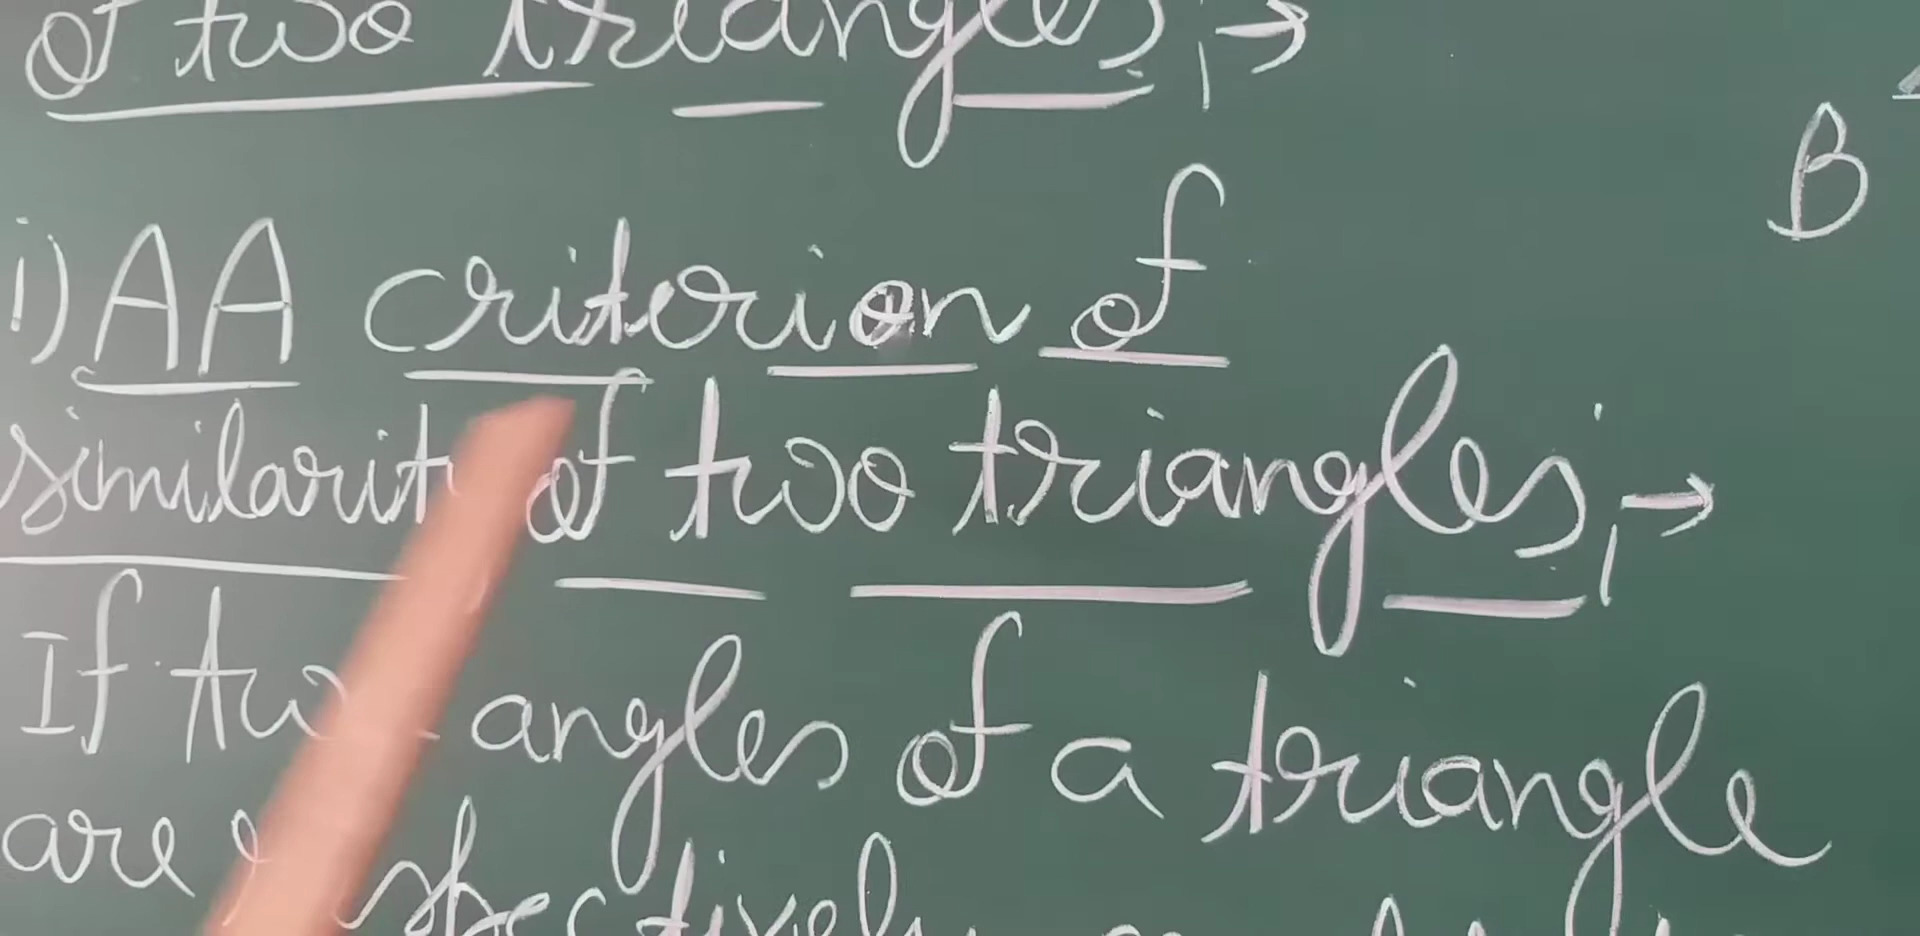 of two triangles;→
B
i) AA criterion of
similarity of two triangles;→
If two angles of a triangle
are respectively